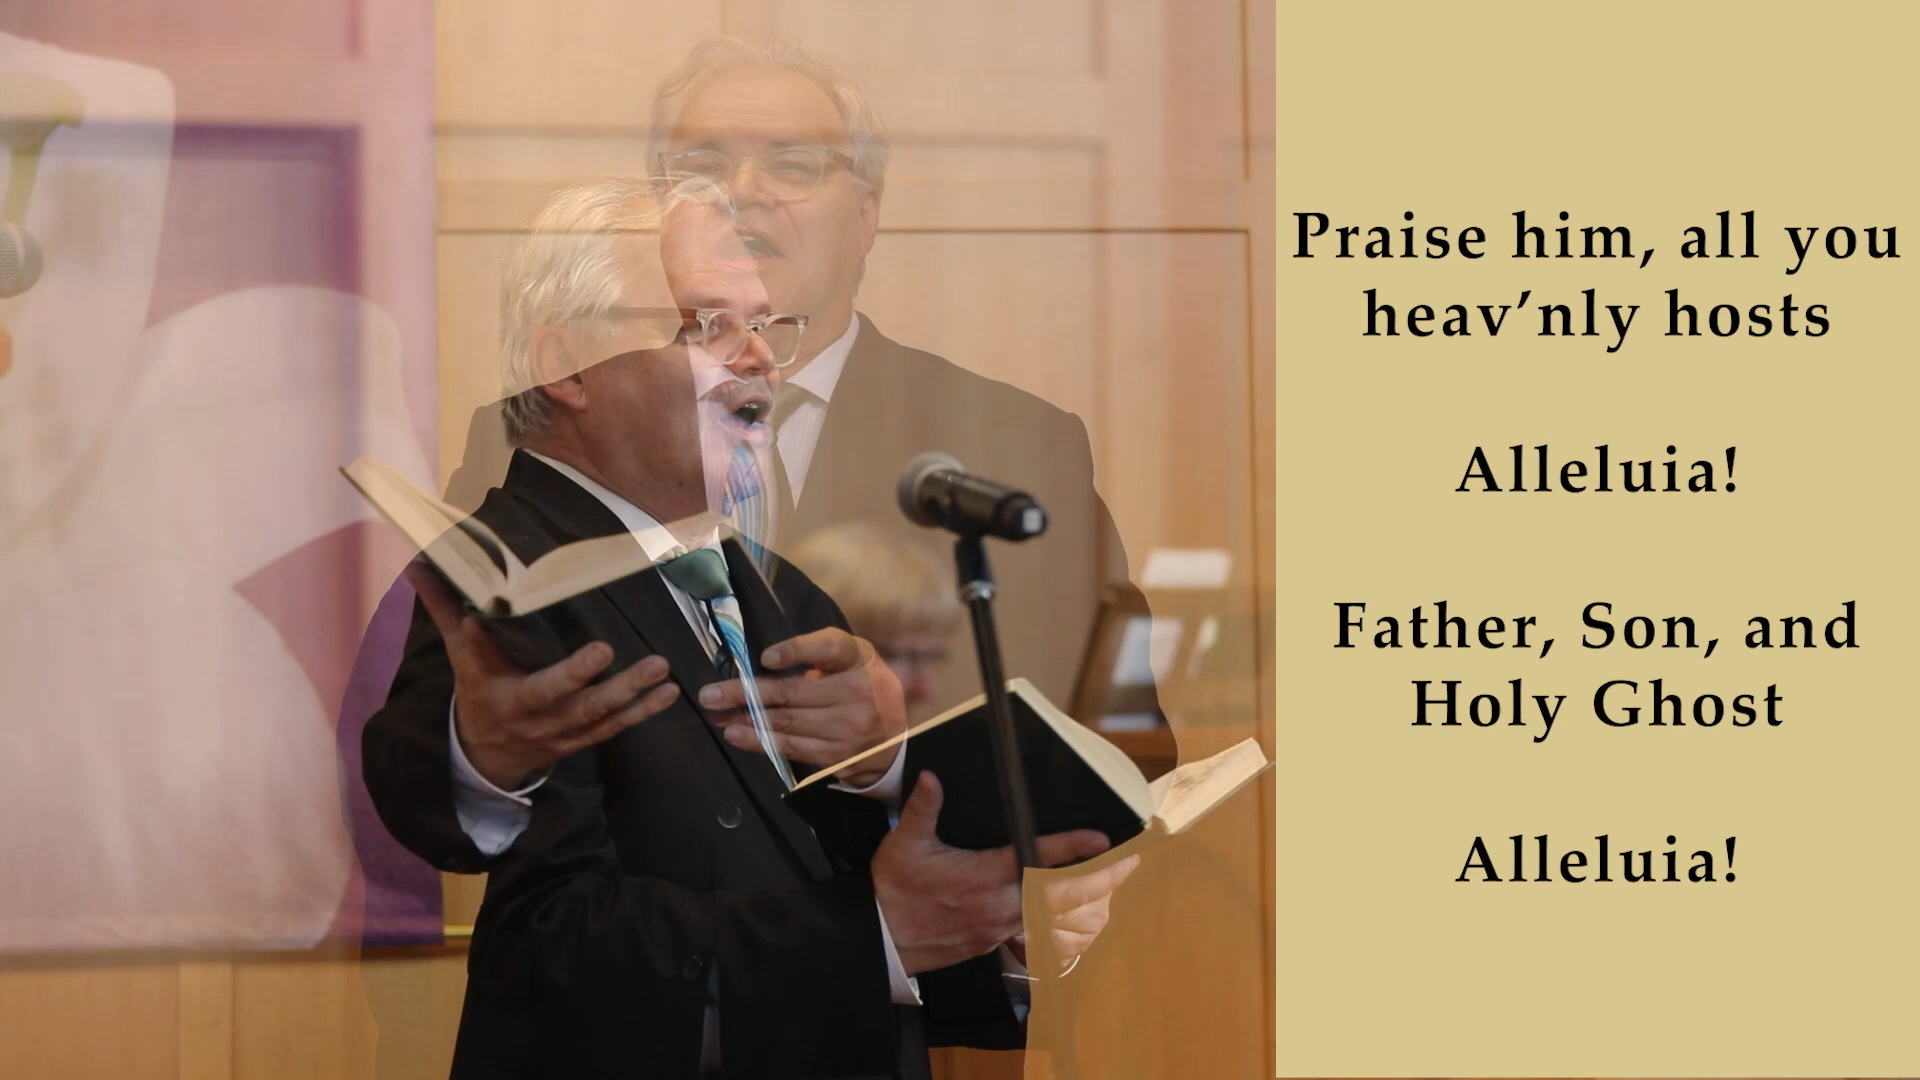 Praise him, all you
heav’nly hosts
Alleluia!
Father, Son, and
Holy Ghost
Alleluia!